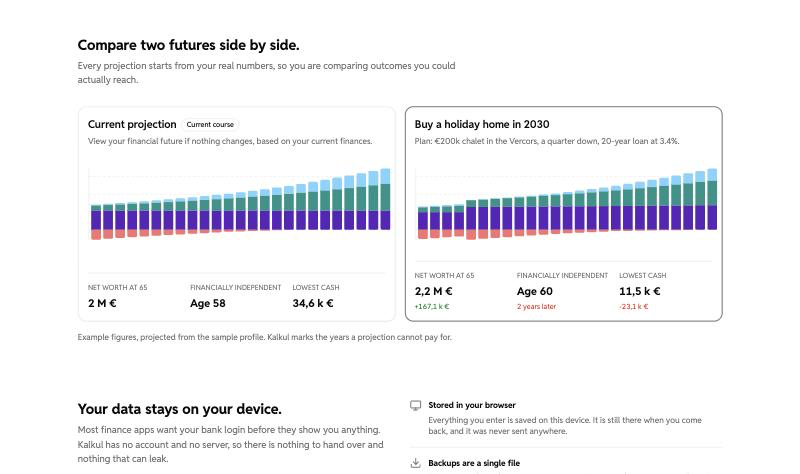 Compare two futures side by side.
Every projection starts from your real numbers, so you are comparing outcomes you could
actually reach.
Current projection
Current course
View your financial future if nothing changes, based on your current finances.
NET WORTH AT 65
FINANCIALLY INDEPENDENT
LOWEST CASH
2 M €
Age 58
34,6 k €
Buy a holiday home in 2030
Plan: €200k chalet in the Vercors, a quarter down, 20-year loan at 3.4%.
NET WORTH AT 65
FINANCIALLY INDEPENDENT
LOWEST CASH
2,2 M €
Age 60
11,5 k €
+167,1 k €
2 years later
-23,1 k €
Example figures, projected from the sample profile. Kalkul marks the years a projection cannot pay for.
Your data stays on your device.
Most finance apps want your bank login before they show you anything.
Kalkul has no account and no server, so there is nothing to hand over and
nothing that can leak.
Stored in your browser
Everything you enter is saved on this device. It is still there when you come
back, and it was never sent anywhere.
Backups are a single file